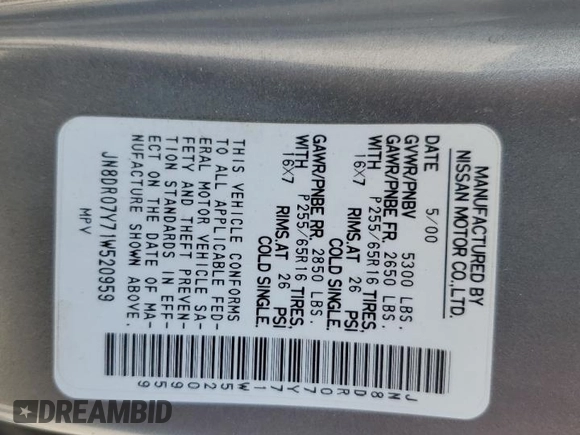 MANUFACTURED BY
NISSAN MOTOR CO.,LTD.
DATE 5/00
GVWR/PNBV 5300 LBS.
GAWR/PNBE FR. 2650 LBS.
WITH P255/65R16 TIRES,
16X7 RIMS,AT 26 PSI
COLD SINGLE.
GAWR/PNBE RR. 2850 LBS.
WITH P255/65R16 TIRES,
16X7 RIMS,AT 26 PSI
COLD SINGLE.
THIS VEHICLE CONFORMS
TO ALL APPLICABLE FED-
ERAL MOTOR VEHICLE SA-
FETY AND THEFT PREVEN-
TION STANDARDS IN EFF-
ECT ON THE DATE OF MA-
NUFACTURE SHOWN ABOVE.
JN8DR07Y71W520959
MPV
JN8DR07Y71W520959
DREAMBID